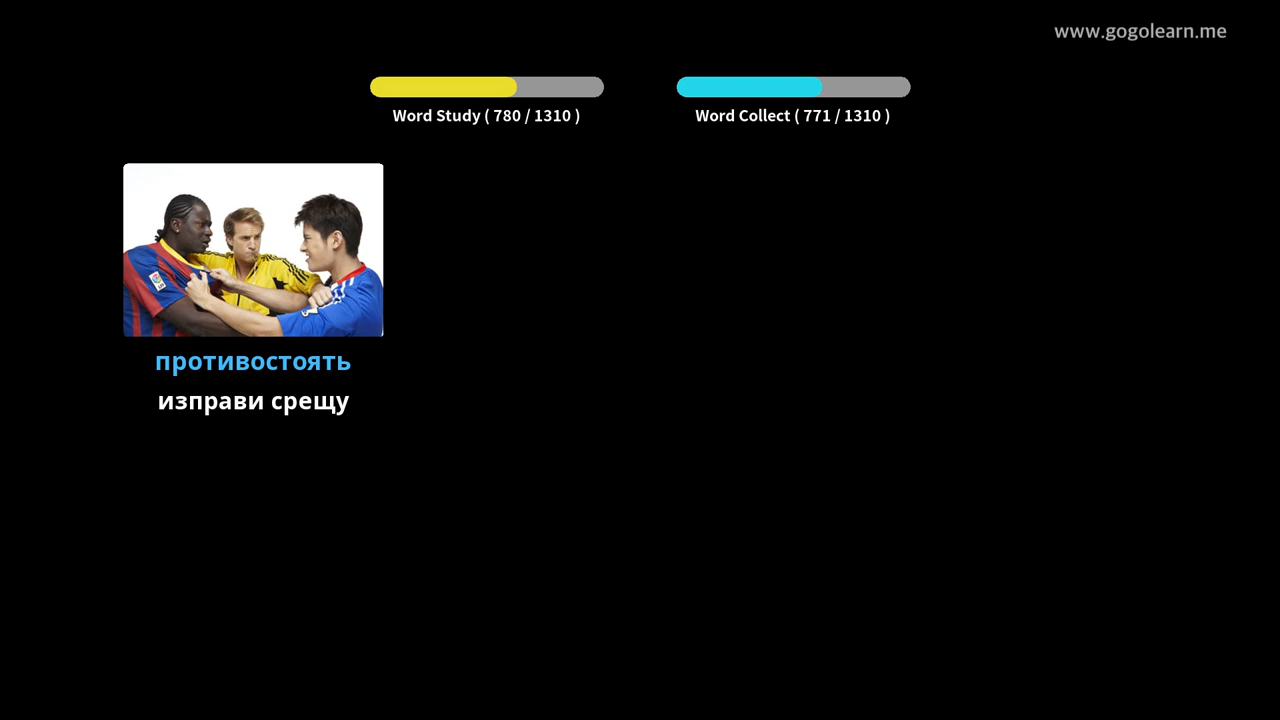 www.gogolearn.me
Word Study ( 780 / 1310 )
Word Collect ( 771 / 1310 )
противостоять
изправи срещу